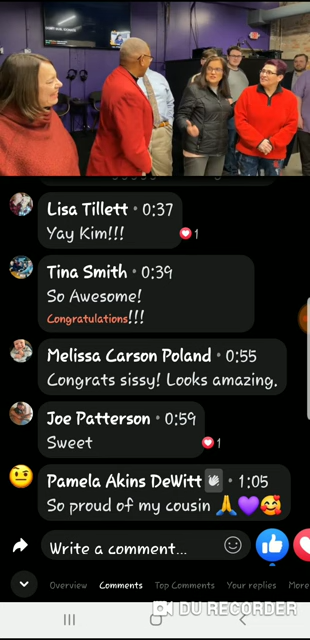 Lisa Tillett • 0:37
Yay Kim!!!
1
Tina Smith • 0:39
So Awesome!
Congratulations!!!
Melissa Carson Poland • 0:55
Congrats sissy! Looks amazing.
Joe Patterson • 0:59
Sweet
1
Pamela Akins DeWitt 👋 • 1:05
So proud of my cousin 🙏💜🥰
Write a comment...
Overview Comments Top Comments Your replies More
DU RECORDER